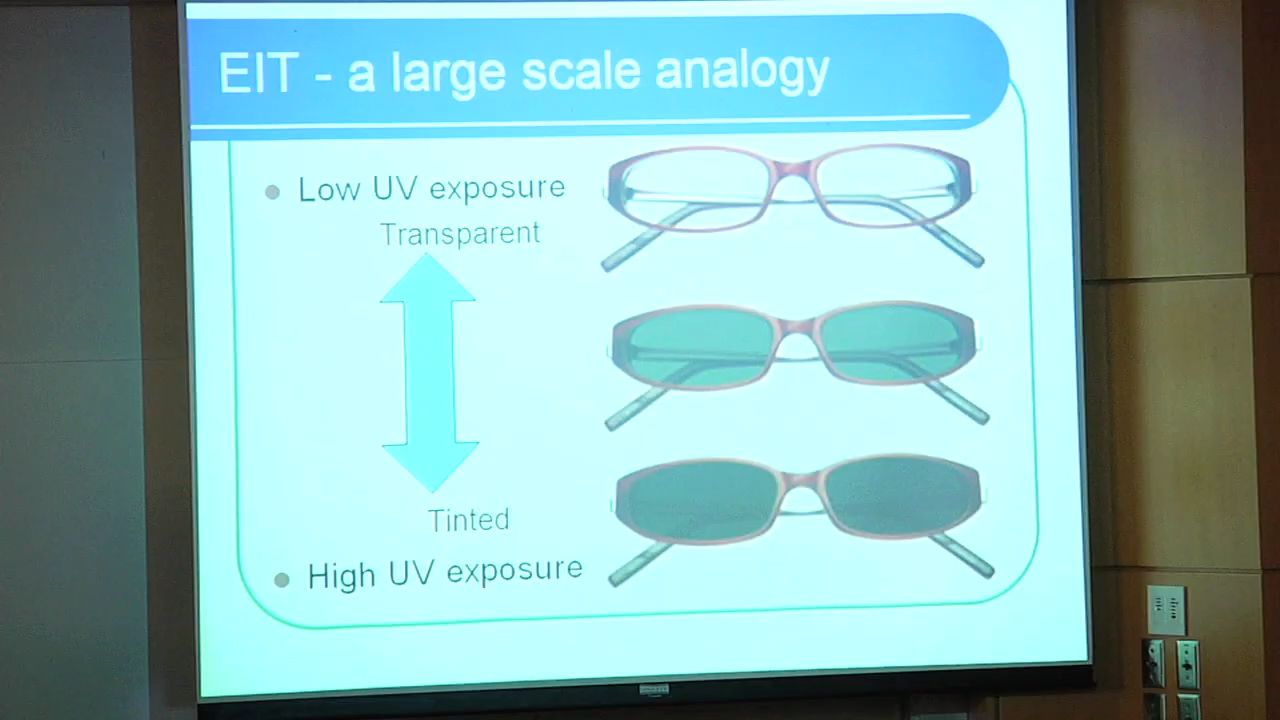 EIT - a large scale analogy
Low UV exposure
Transparent
Tinted
High UV exposure